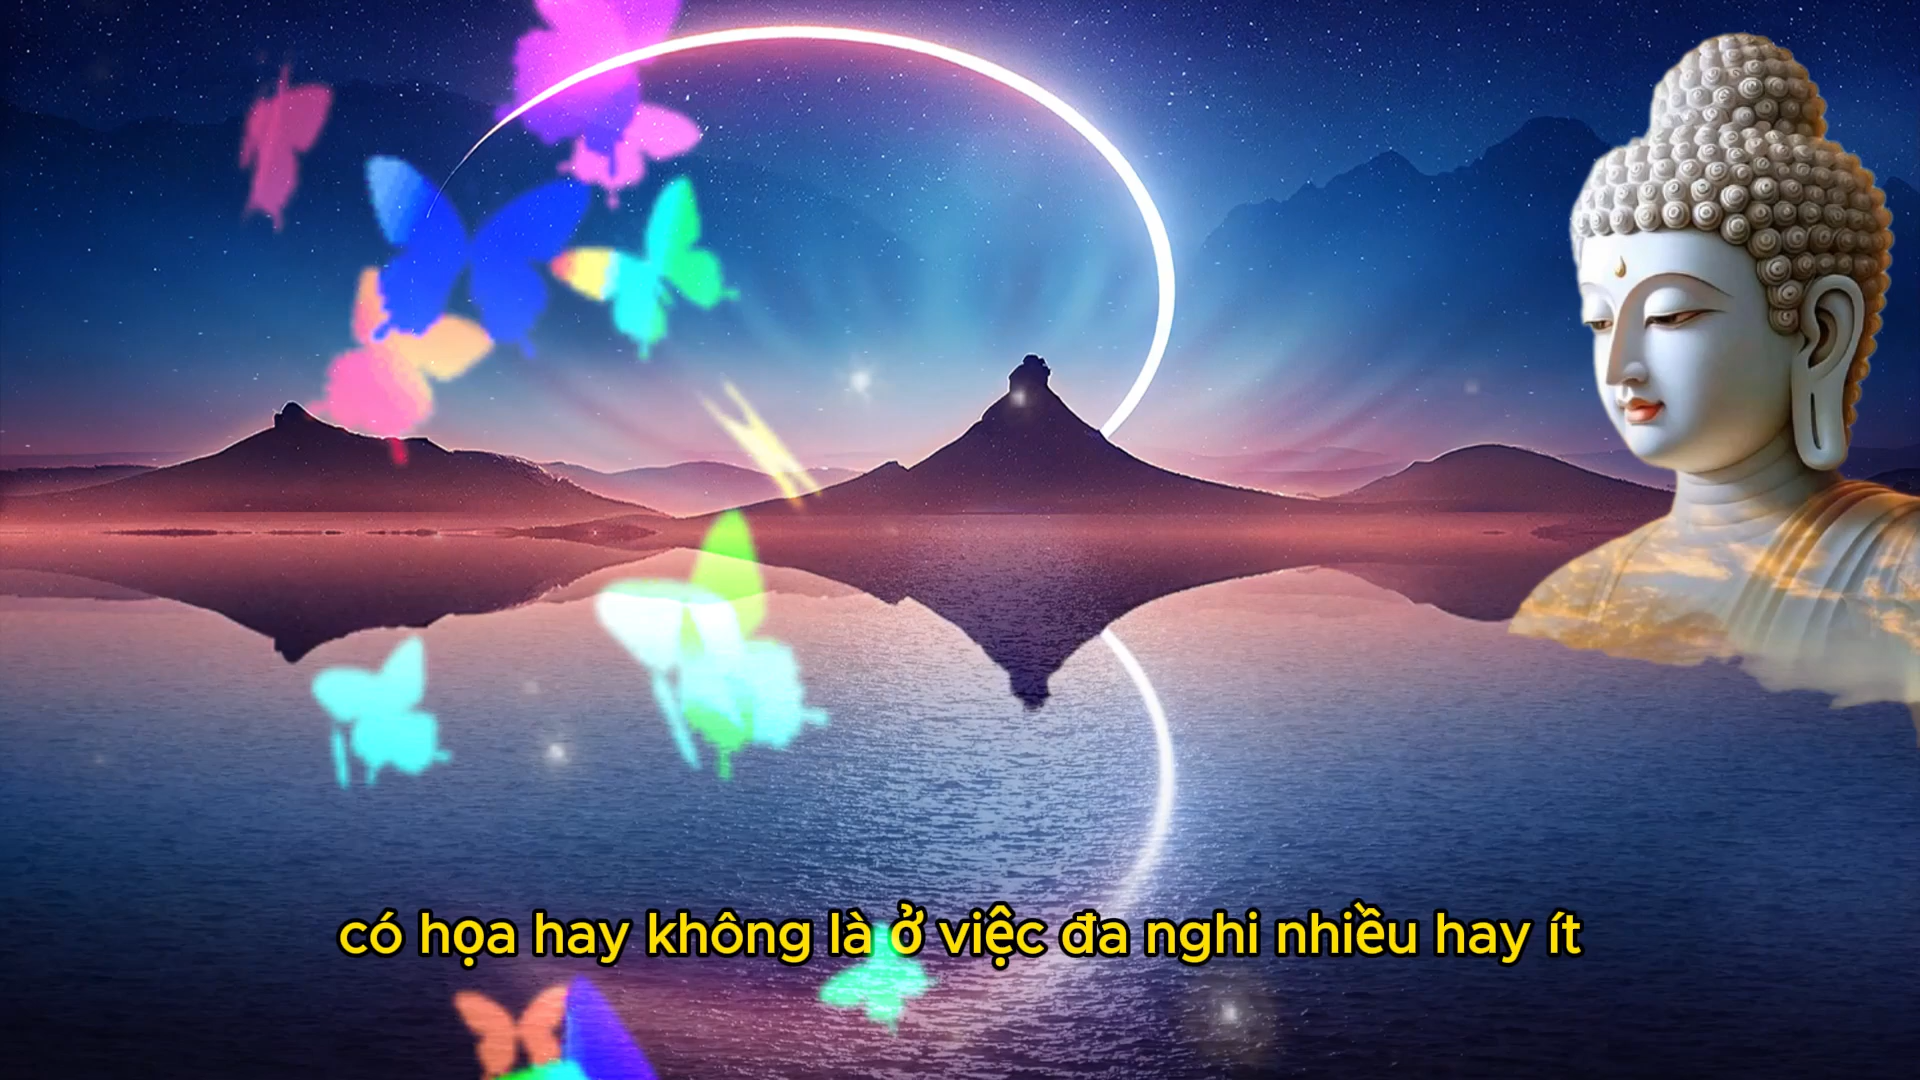 có họa hay không là ở việc đa nghi nhiều hay ít